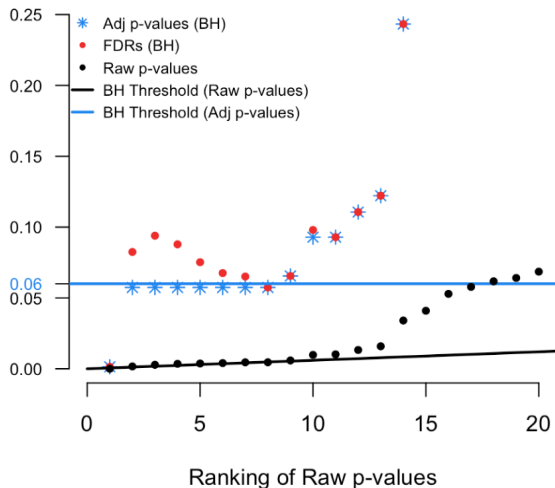 0.25
Adj p-values (BH)
FDRs (BH)
Raw p-values
BH Threshold (Raw p-values)
BH Threshold (Adj p-values)
0.20
0.15
0.10
0.06
0.05
0.00
0 5 10 15 20
Ranking of Raw p-values